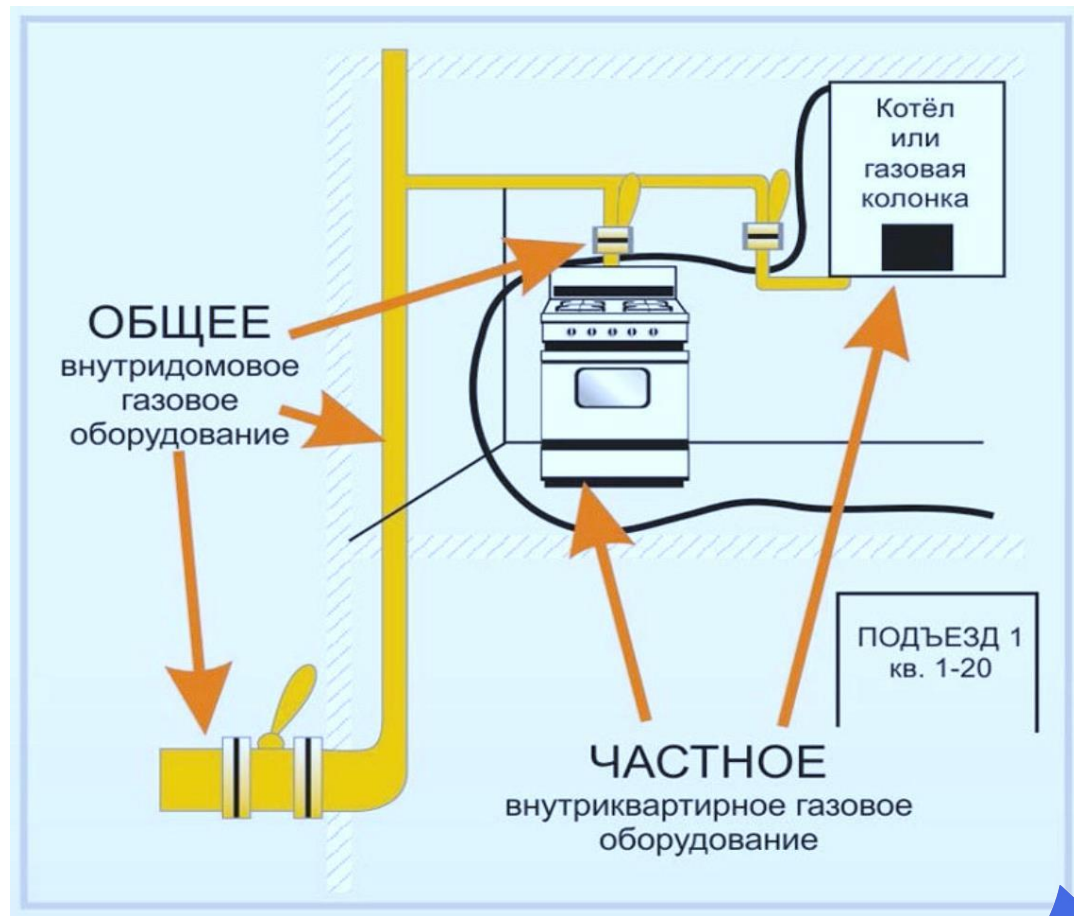 Котёл
или
газовая
колонка
ОБЩЕЕ
внутридомовое
газовое
оборудование
ПОДЪЕЗД 1
кв. 1-20
ЧАСТНОЕ
внутриквартирное газовое
оборудование